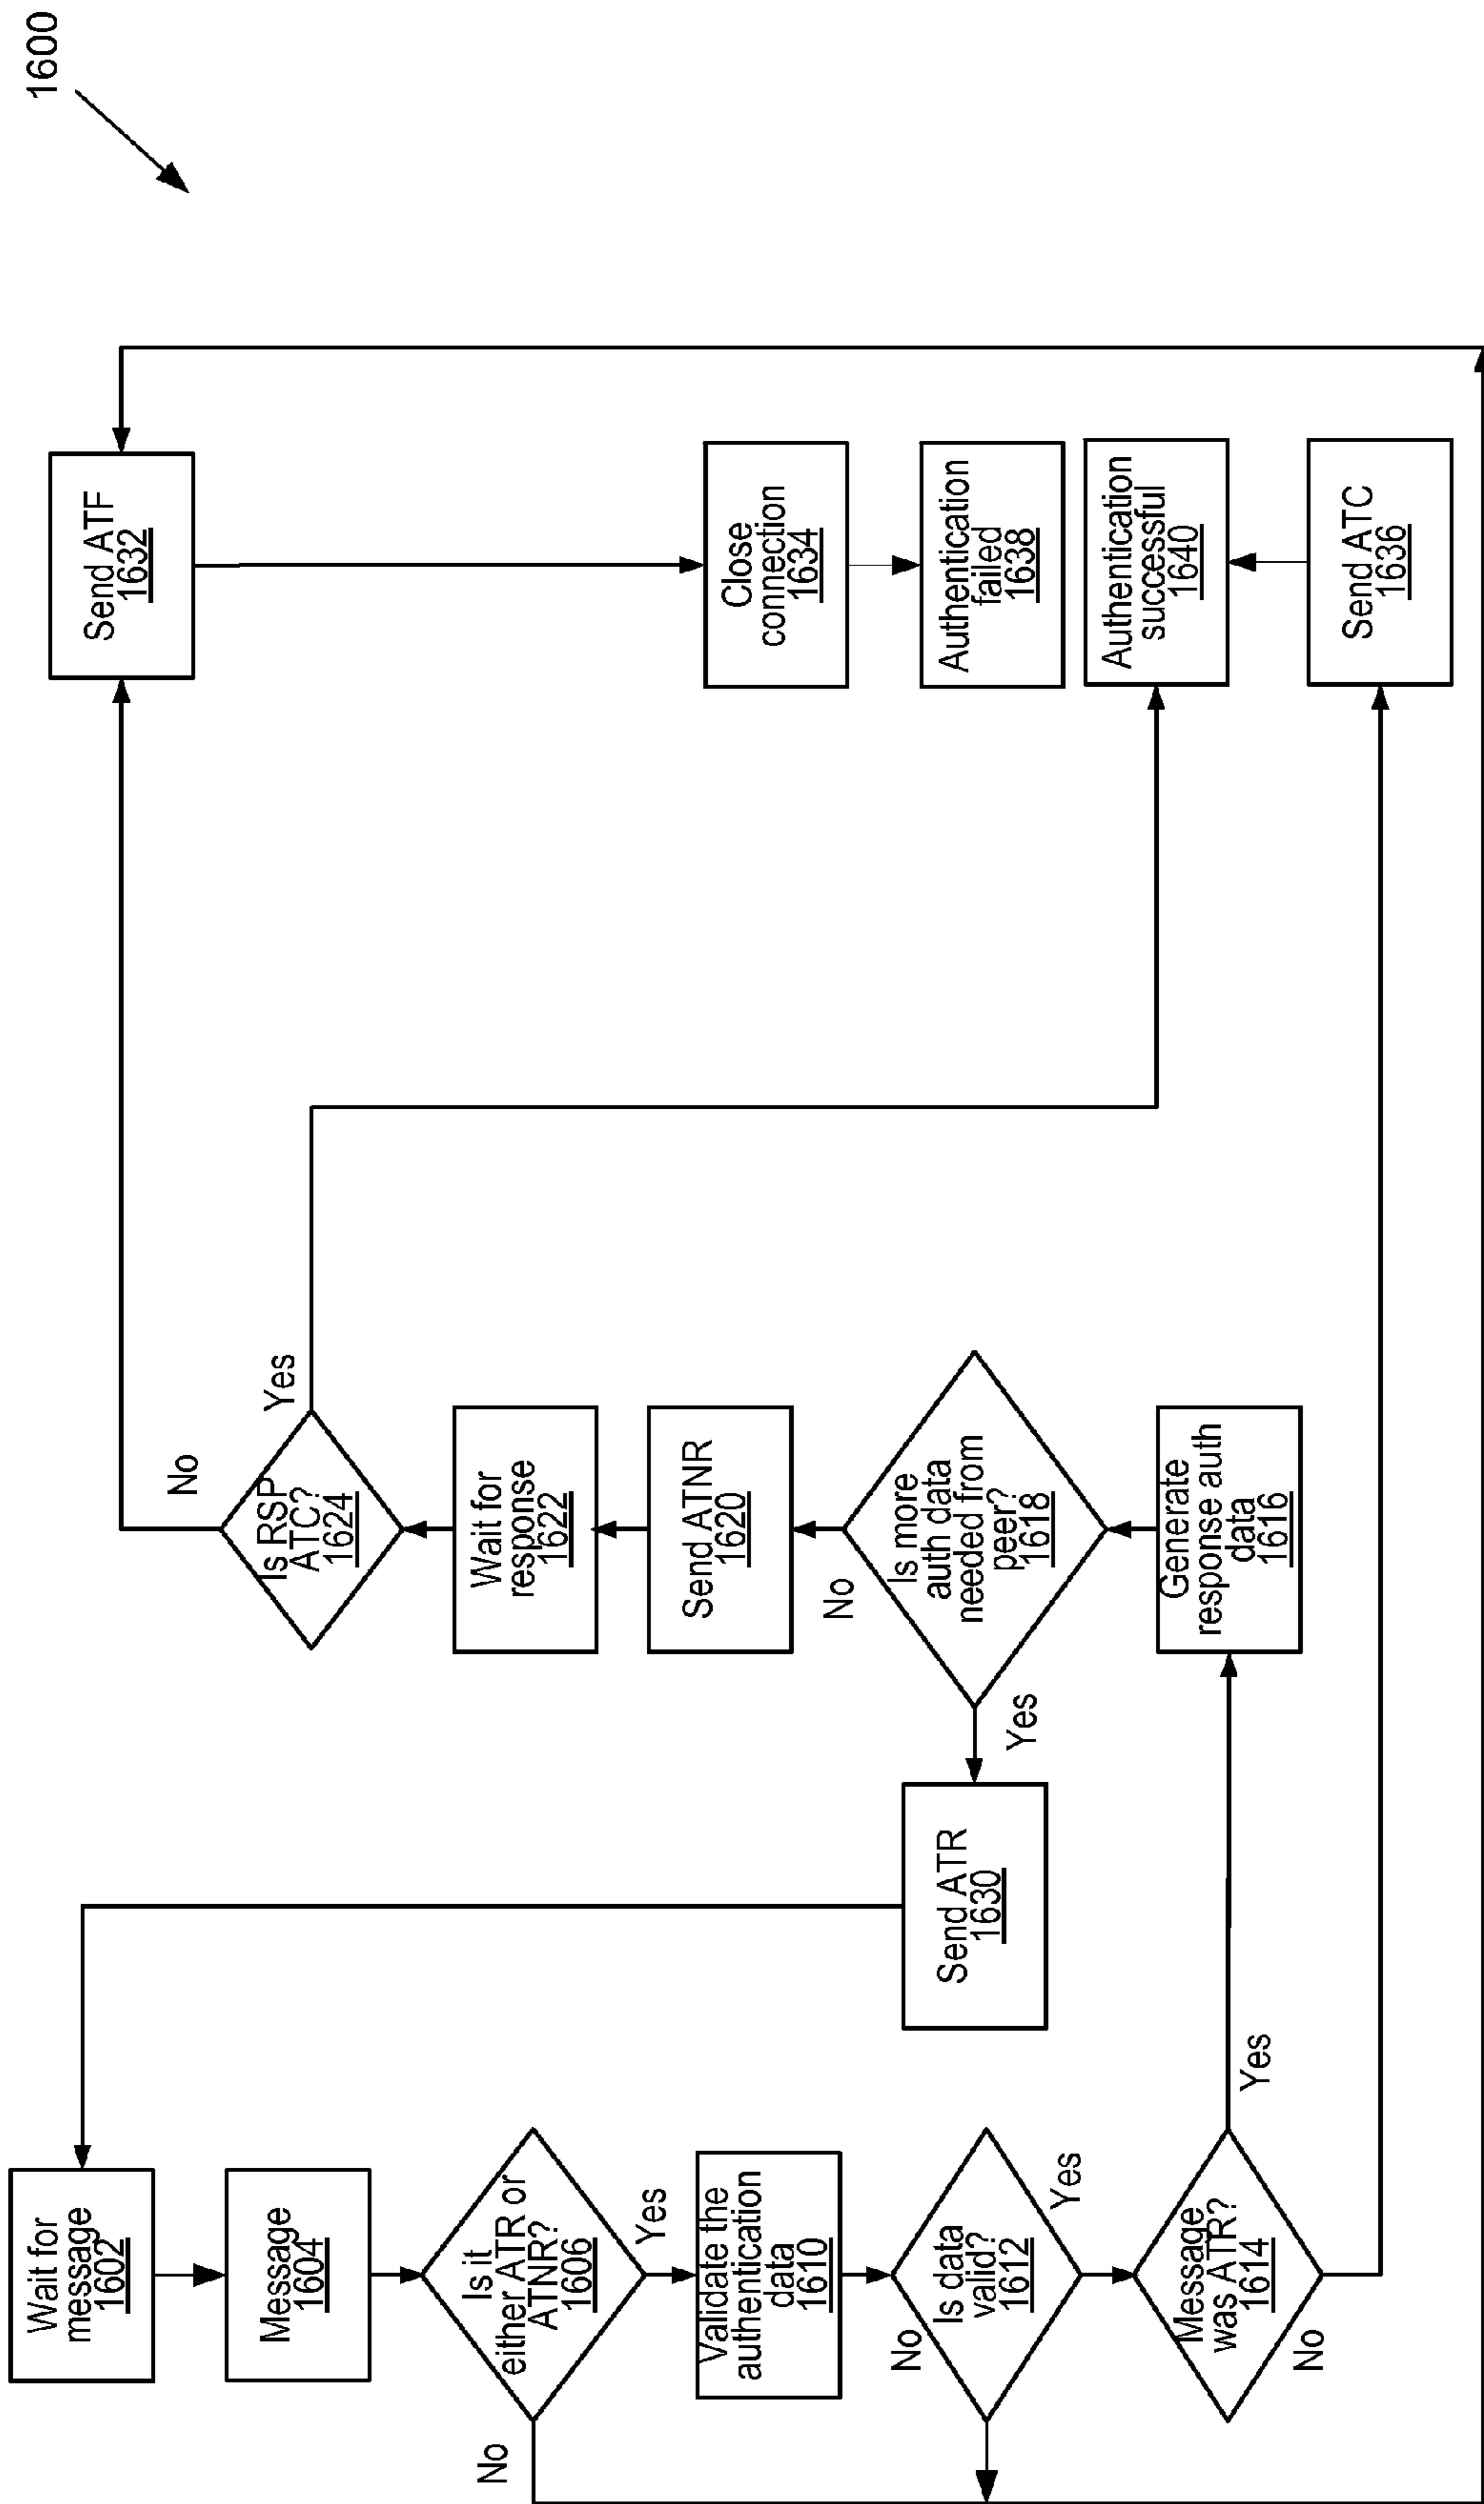 1600
Wait for
message
1602
Message
1604
Is it
either ATR or
ATNR?
1606
No
Yes
Validate the
authentication
data
1610
Is data
valid?
1612
No
Yes
Message
was ATR?
1614
Yes
No
Send ATR
1630
Is RSP
ATC?
1624
No
Yes
Wait for
response
1622
Send ATNR
1620
Is more
auth data
needed from
peer?
1618
No
Yes
Generate
response auth
data
1616
Send ATF
1632
Close
connection
1634
Authentication
failed
1638
Authentication
successful
1640
Send ATC
1636